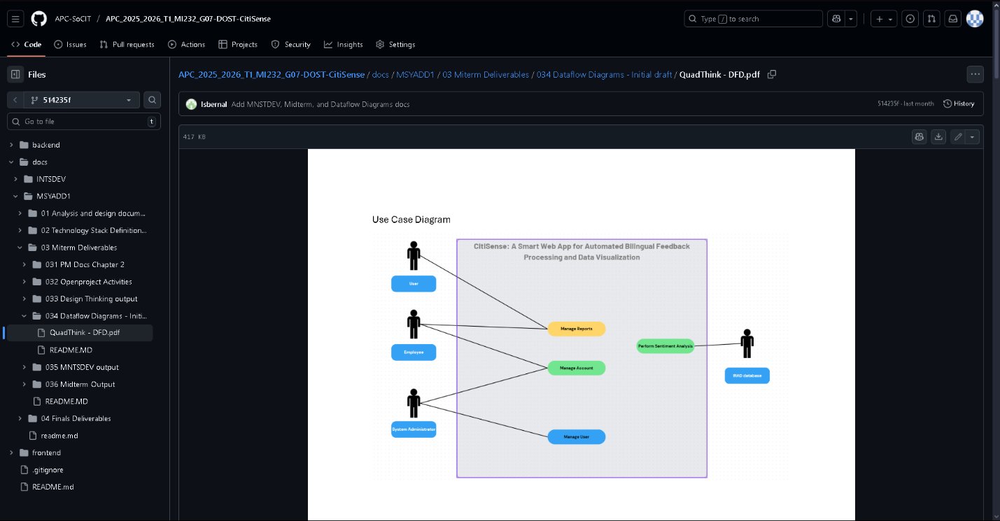 APC-SoCIT / APC_2025_2026_T1_MI232_G07-DOST-CitiSense
Type / to search
Code Issues Pull requests Actions Projects Security Insights Settings
Files
514235f
Go to file t
backend
docs
INTSDEV
MSYADD1
01 Analysis and design docum...
02 Technology Stack Definition...
03 Miterm Deliverables
031 PM Docs Chapter 2
032 Openproject Activities
033 Design Thinking output
034 Dataflow Diagrams - Initi...
QuadThink - DFD.pdf
README.MD
035 MNTSDEV output
036 Midterm Output
README.MD
04 Finals Deliverables
readme.md
frontend
.gitignore
README.md
APC_2025_2026_T1_MI232_G07-DOST-CitiSense / docs / MSYADD1 / 03 Miterm Deliverables / 034 Dataflow Diagrams - Initial draft / QuadThink - DFD.pdf
lsbernal Add MNSTDEV, Midterm, and Dataflow Diagrams docs
514235f · last month History
417 KB
Use Case Diagram
CitiSense: A Smart Web App for Automated Bilingual Feedback
Processing and Data Visualization
User
Manage Reports
Employee
Perform Sentiment Analysis
Manage Account
IRAD database
System Administrator
Manage User